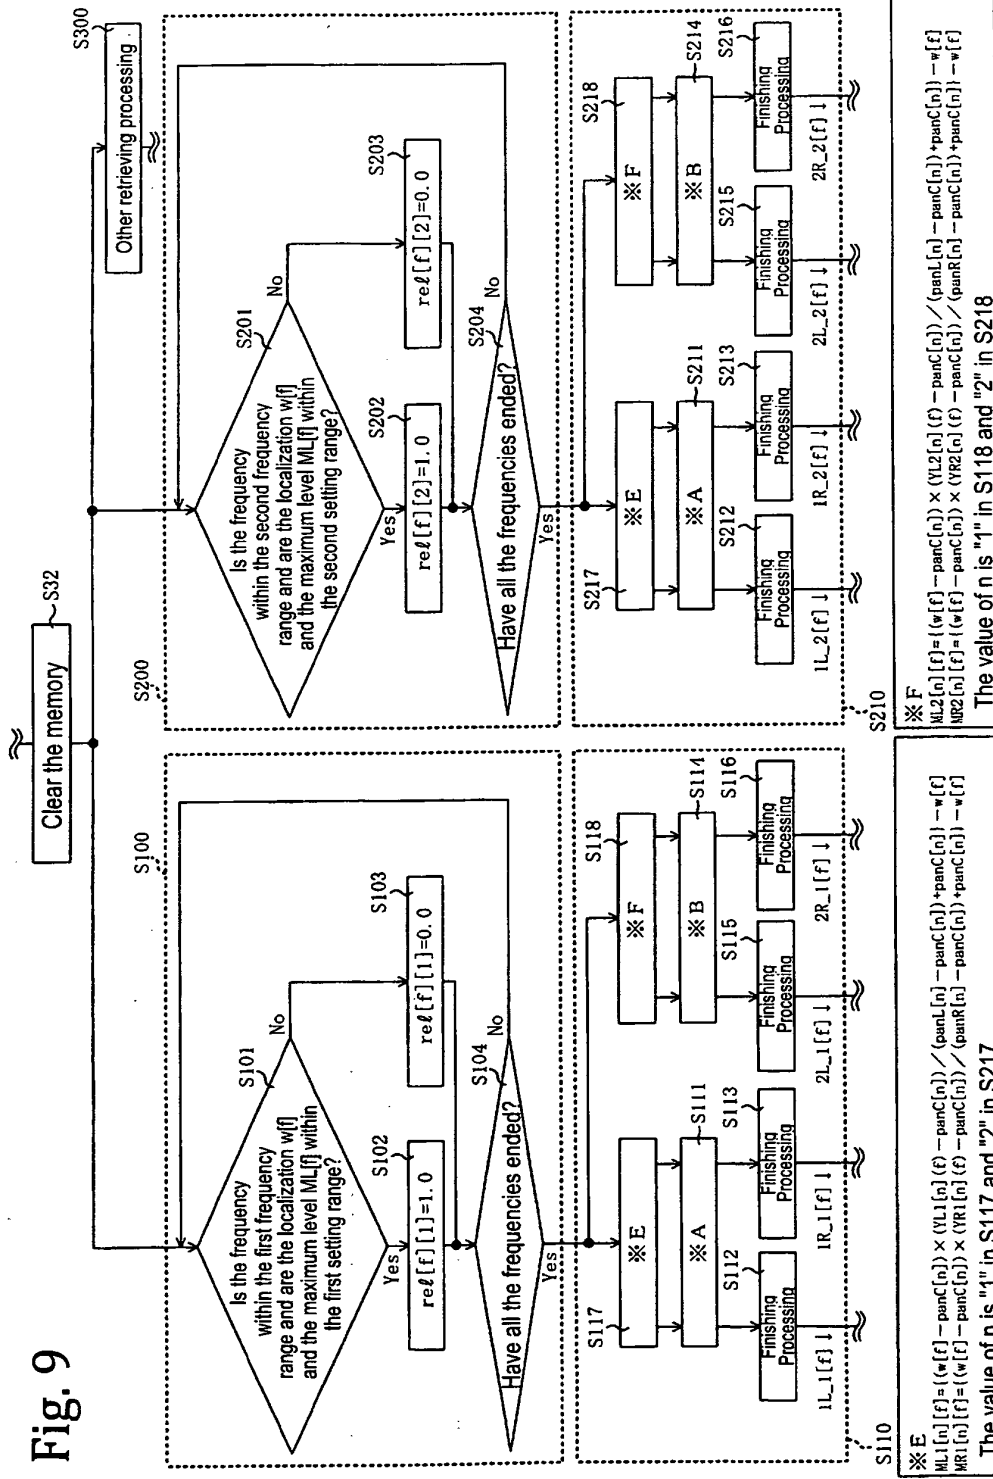 Fig. 9
Clear the memory
S32
S100
Is the frequency
within the first frequency
range and are the localization w[f]
and the maximum level ML[f] within
the first setting range?
S101
No
Yes
S102
rel[f][1]=1.0
S103
rel[f][1]=0.0
S104
Have all the frequencies ended?
No
Yes
S110
S117
※E
S111
※A
S112
Finishing
Processing
S113
Finishing
Processing
1L_1[f]↓
1R_1[f]↓
S118
※F
S114
※B
S115
Finishing
Processing
S116
Finishing
Processing
2L_1[f]↓
2R_1[f]↓
S200
Is the frequency
within the second frequency
range and are the localization w[f]
and the maximum level ML[f] within
the second setting range?
S201
No
Yes
S202
rel[f][2]=1.0
S203
rel[f][2]=0.0
S204
Have all the frequencies ended?
No
Yes
S210
S217
※E
S211
※A
S212
Finishing
Processing
S213
Finishing
Processing
1L_2[f]↓
1R_2[f]↓
S218
※F
S214
※B
S215
Finishing
Processing
S216
Finishing
Processing
2L_2[f]↓
2R_2[f]↓
S300
Other retrieving processing
※E
ML1[n][f]={(w[f]-panC[n])×(YL1[n](f)-panC[n])/(panL[n]-panC[n])+panC[n]}-w[f]
MR1[n][f]={(w[f]-panC[n])×(YR1[n](f)-panC[n])/(panR[n]-panC[n])+panC[n]}-w[f]
The value of n is "1" in S117 and "2" in S217
※F
ML2[n][f]={(w[f]-panC[n])×(YL2[n](f)-panC[n])/(panL[n]-panC[n])+panC[n]}-w[f]
MR2[n][f]={(w[f]-panC[n])×(YR2[n](f)-panC[n])/(panR[n]-panC[n])+panC[n]}-w[f]
The value of n is "1" in S118 and "2" in S218